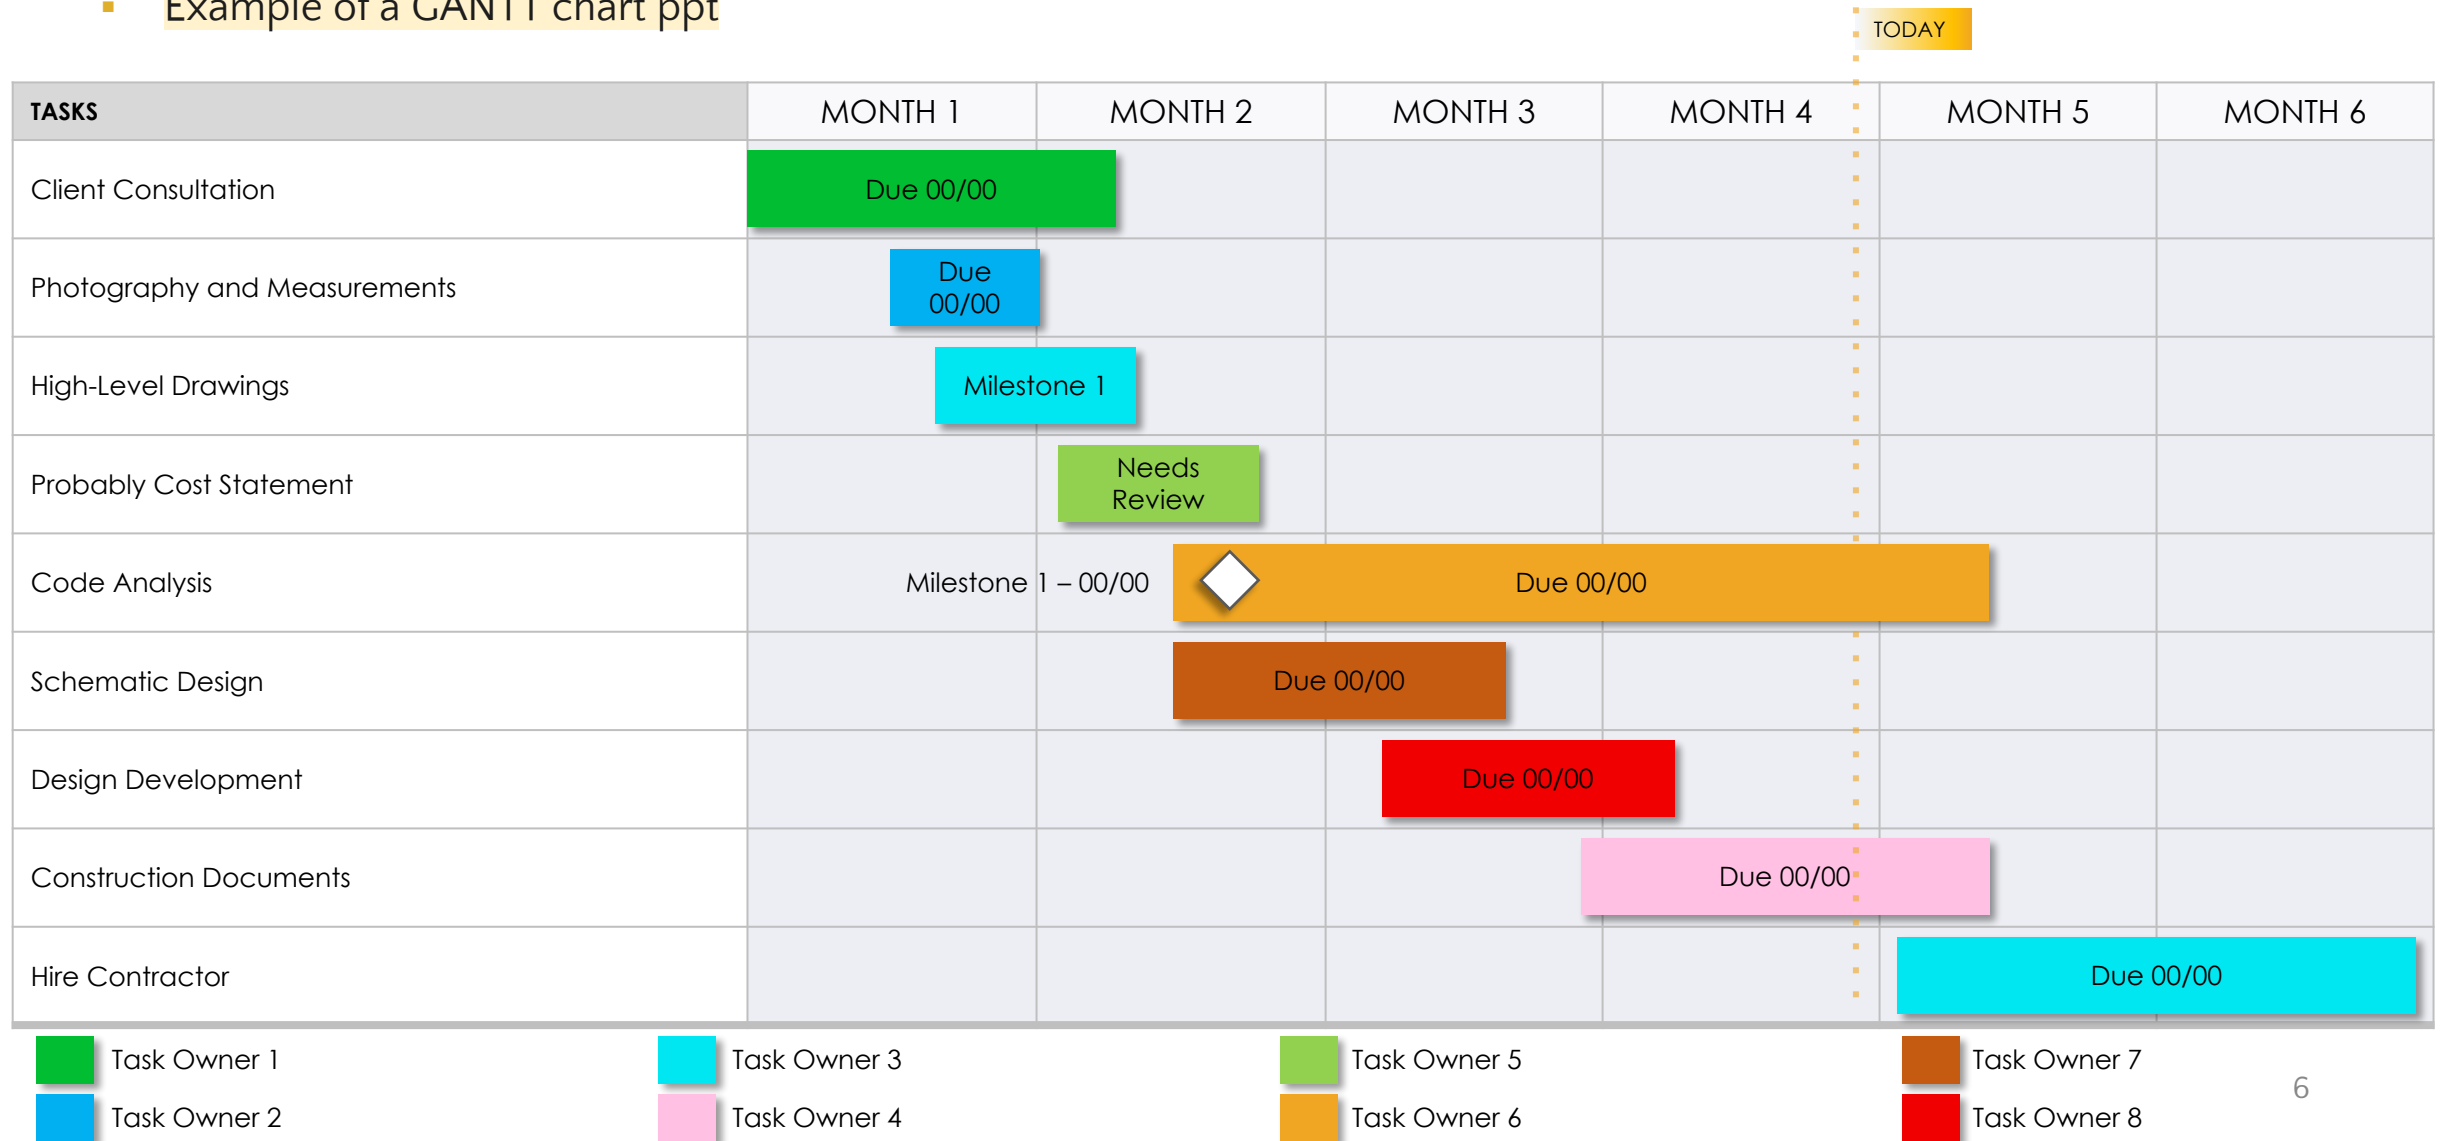 Example of a GANTT chart ppt
TODAY
TASKS
MONTH 1
MONTH 2
MONTH 3
MONTH 4
MONTH 5
MONTH 6
Client Consultation
Due 00/00
Photography and Measurements
Due
00/00
High-Level Drawings
Milestone 1
Probably Cost Statement
Needs
Review
Code Analysis
Milestone 1 – 00/00
Due 00/00
Schematic Design
Due 00/00
Design Development
Due 00/00
Construction Documents
Due 00/00
Hire Contractor
Due 00/00
Task Owner 1
Task Owner 3
Task Owner 5
Task Owner 7
Task Owner 2
Task Owner 4
Task Owner 6
Task Owner 8
6